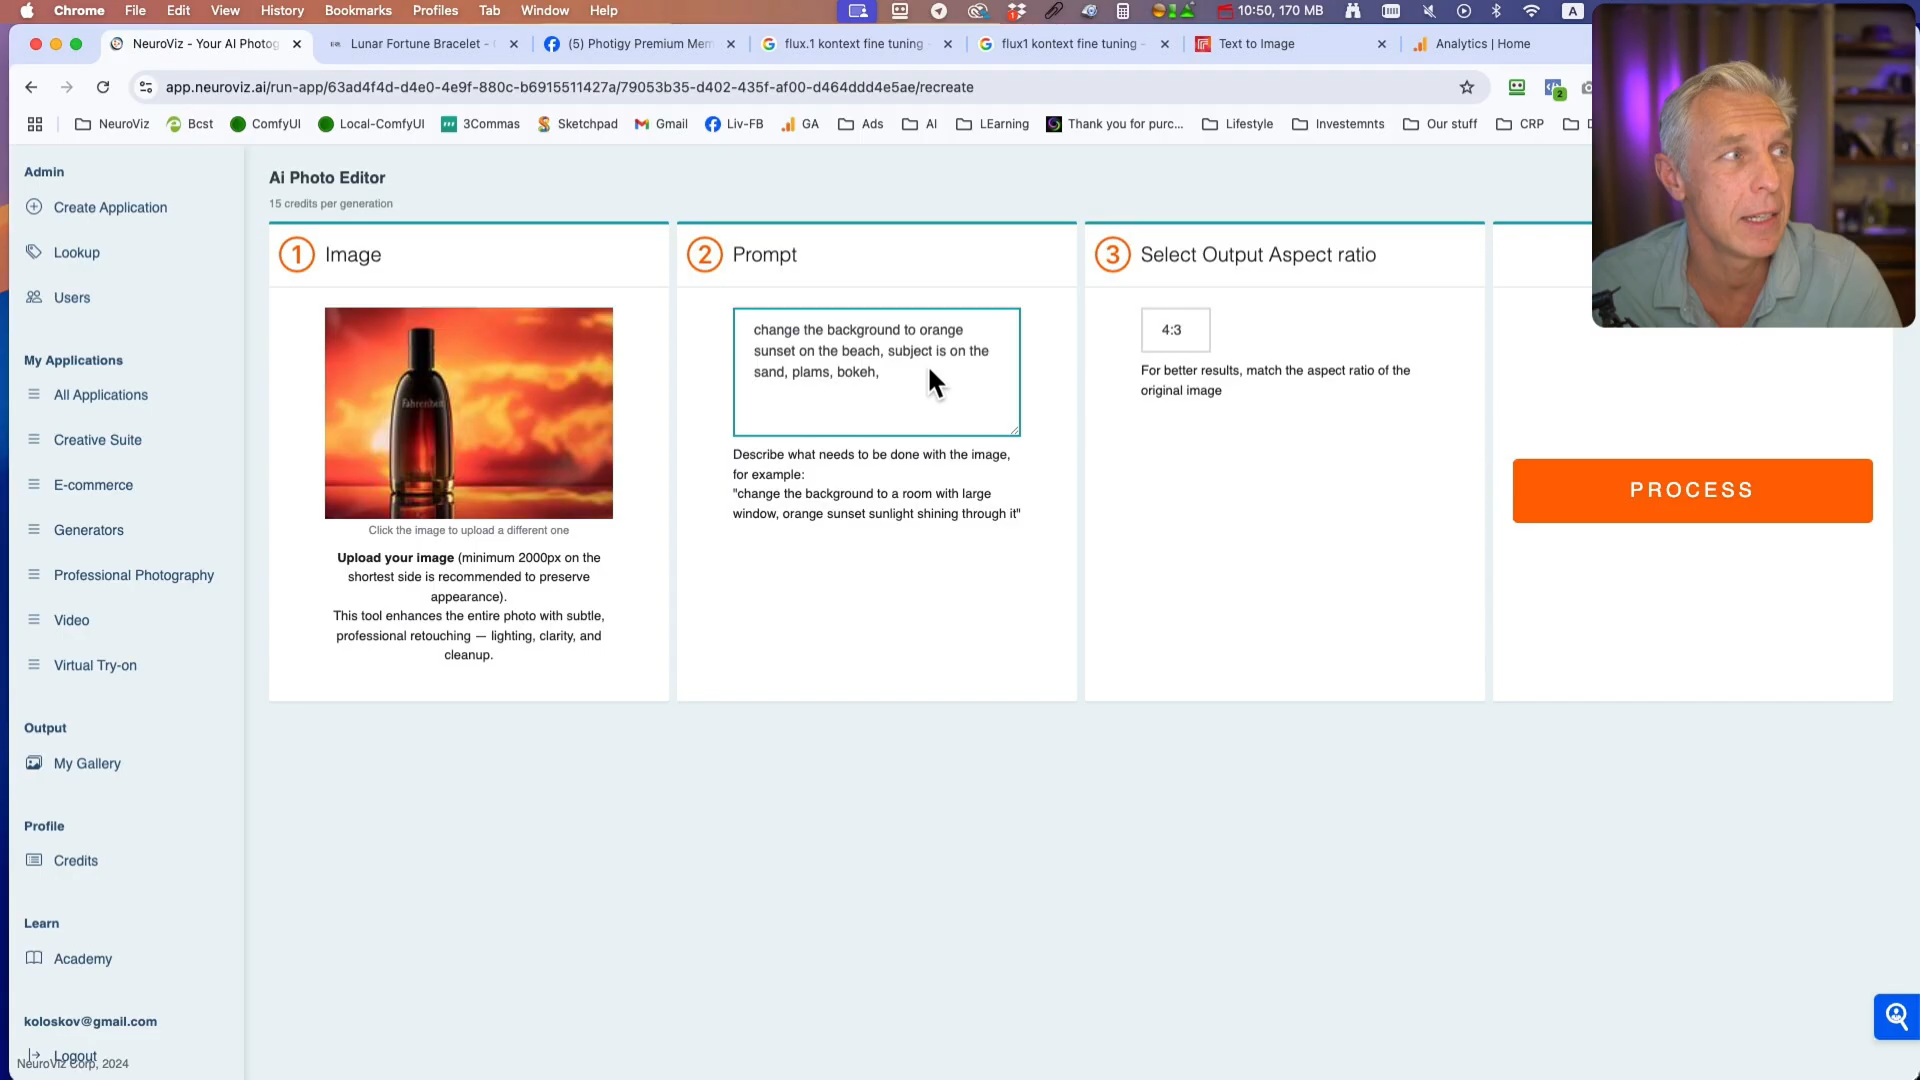 Chrome File Edit View History Bookmarks Profiles Tab Window Help 10:50, 170 MB A
NeuroViz - Your AI Photog Lunar Fortune Bracelet - (5) Photigy Premium Mem flux.1 kontext fine tuning flux1 kontext fine tuning - Text to Image Analytics | Home
app.neuroviz.ai/run-app/63ad4f4d-d4e0-4e9f-880c-b6915511427a/79053b35-d402-435f-af00-d464ddd4e5ae/recreate 2
NeuroViz Bcst ComfyUI Local-ComfyUI 3Commas Sketchpad Gmail Liv-FB GA Ads AI LEarning Thank you for purc... Lifestyle Investemnts Our stuff CRP
Admin
Create Application
Lookup
Users
My Applications
All Applications
Creative Suite
E-commerce
Generators
Professional Photography
Video
Virtual Try-on
Output
My Gallery
Profile
Credits
Learn
Academy
koloskov@gmail.com
Logout
NeuroViz Corp, 2024
Ai Photo Editor
15 credits per generation
1 Image
Fahrenheit
Click the image to upload a different one
Upload your image (minimum 2000px on the
shortest side is recommended to preserve
appearance).
This tool enhances the entire photo with subtle,
professional retouching — lighting, clarity, and
cleanup.
2 Prompt
change the background to orange
sunset on the beach, subject is on the
sand, plams, bokeh,
Describe what needs to be done with the image,
for example:
"change the background to a room with large
window, orange sunset sunlight shining through it"
3 Select Output Aspect ratio
4:3
For better results, match the aspect ratio of the
original image
PROCESS